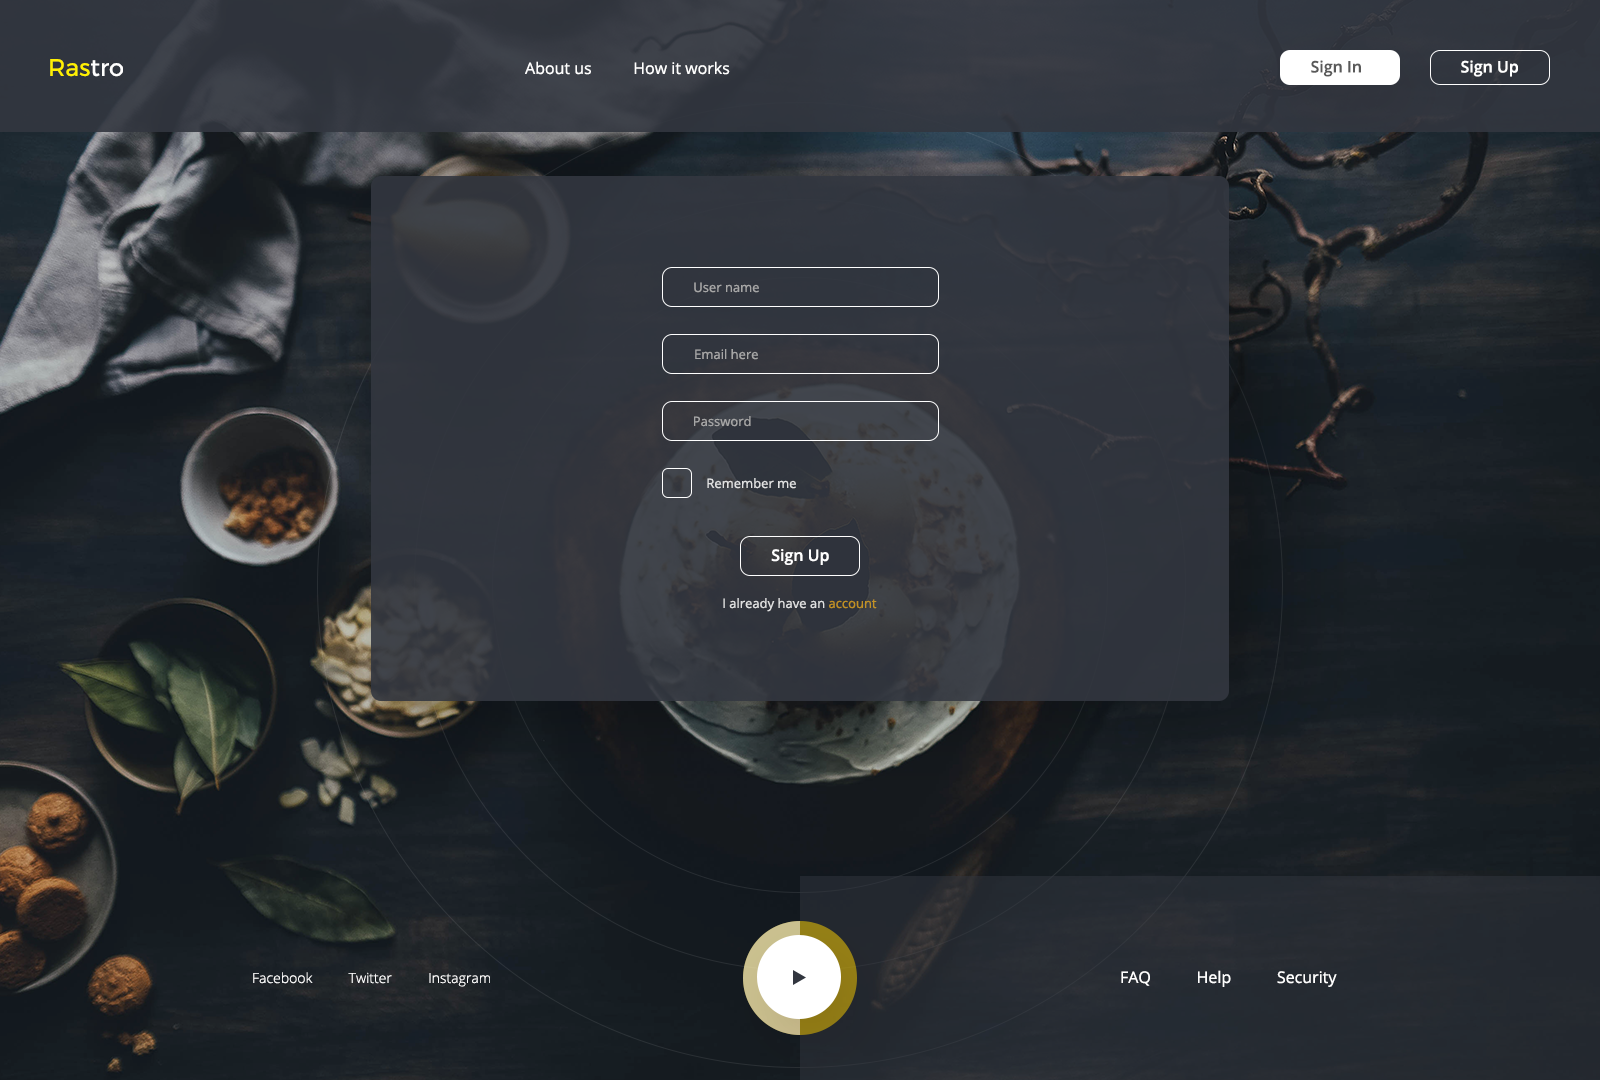 Rastro
About us
How it works
Sign In
Sign Up
User name
Email here
Password
Remember me
Sign Up
I already have an account
Facebook
Twitter
Instagram
FAQ
Help
Security